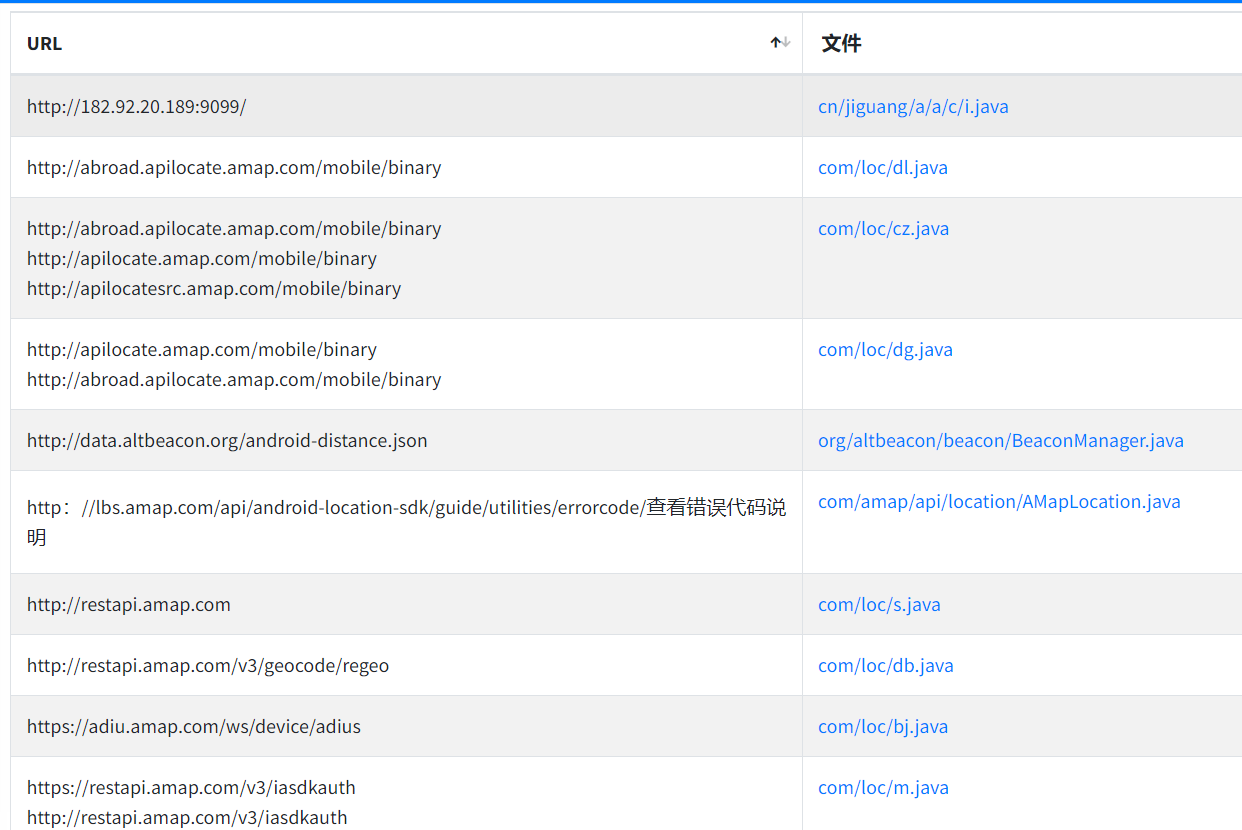 URL 文件
http://182.92.20.189:9099/ cn/jiguang/a/a/c/i.java
http://abroad.apilocate.amap.com/mobile/binary com/loc/dl.java
http://abroad.apilocate.amap.com/mobile/binary com/loc/cz.java
http://apilocate.amap.com/mobile/binary
http://apilocatesrc.amap.com/mobile/binary
http://apilocate.amap.com/mobile/binary com/loc/dg.java
http://abroad.apilocate.amap.com/mobile/binary
http://data.altbeacon.org/android-distance.json org/altbeacon/beacon/BeaconManager.java
http：//lbs.amap.com/api/android-location-sdk/guide/utilities/errorcode/查看错误代码说 com/amap/api/location/AMapLocation.java
明
http://restapi.amap.com com/loc/s.java
http://restapi.amap.com/v3/geocode/regeo com/loc/db.java
https://adiu.amap.com/ws/device/adius com/loc/bj.java
https://restapi.amap.com/v3/iasdkauth com/loc/m.java
http://restapi.amap.com/v3/iasdkauth